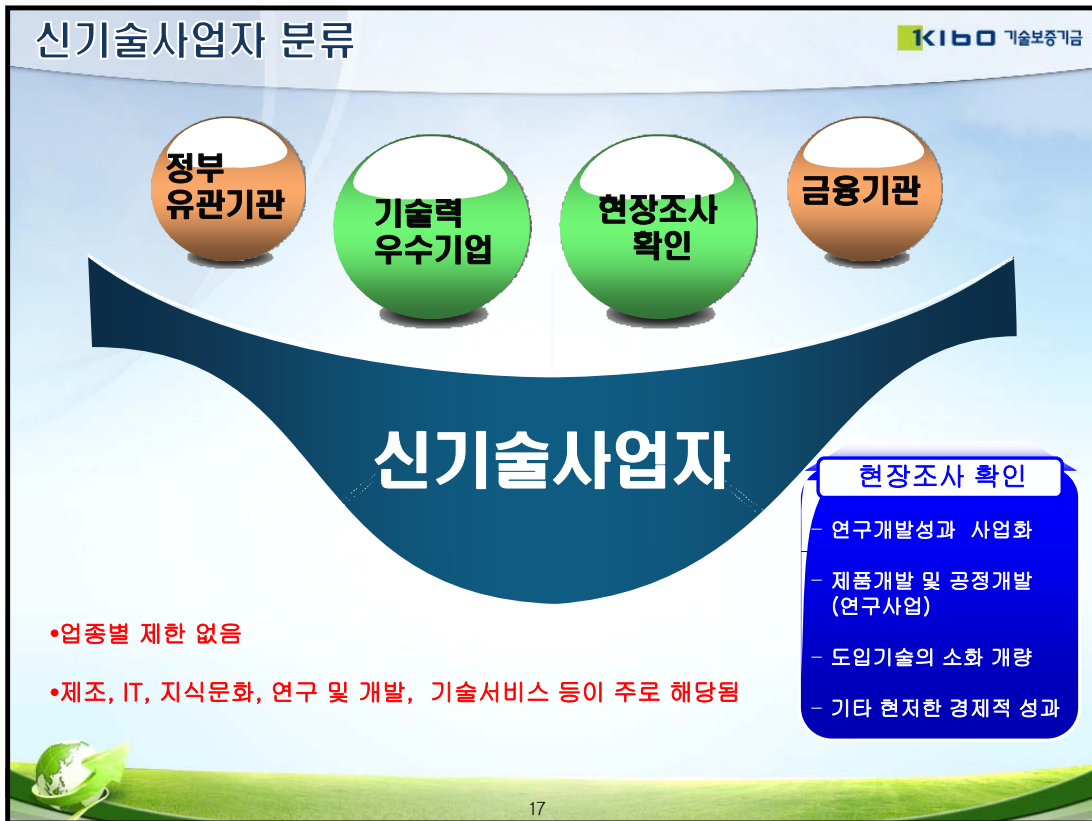 신기술사업자 분류
KIBO 기술보증기금
정부
유관기관
기술력
우수기업
현장조사
확인
금융기관
신기술사업자
현장조사 확인
- 연구개발성과 사업화
- 제품개발 및 공정개발
(연구사업)
- 도입기술의 소화 개량
- 기타 현저한 경제적 성과
•업종별 제한 없음
•제조, IT, 지식문화, 연구 및 개발, 기술서비스 등이 주로 해당됨
17